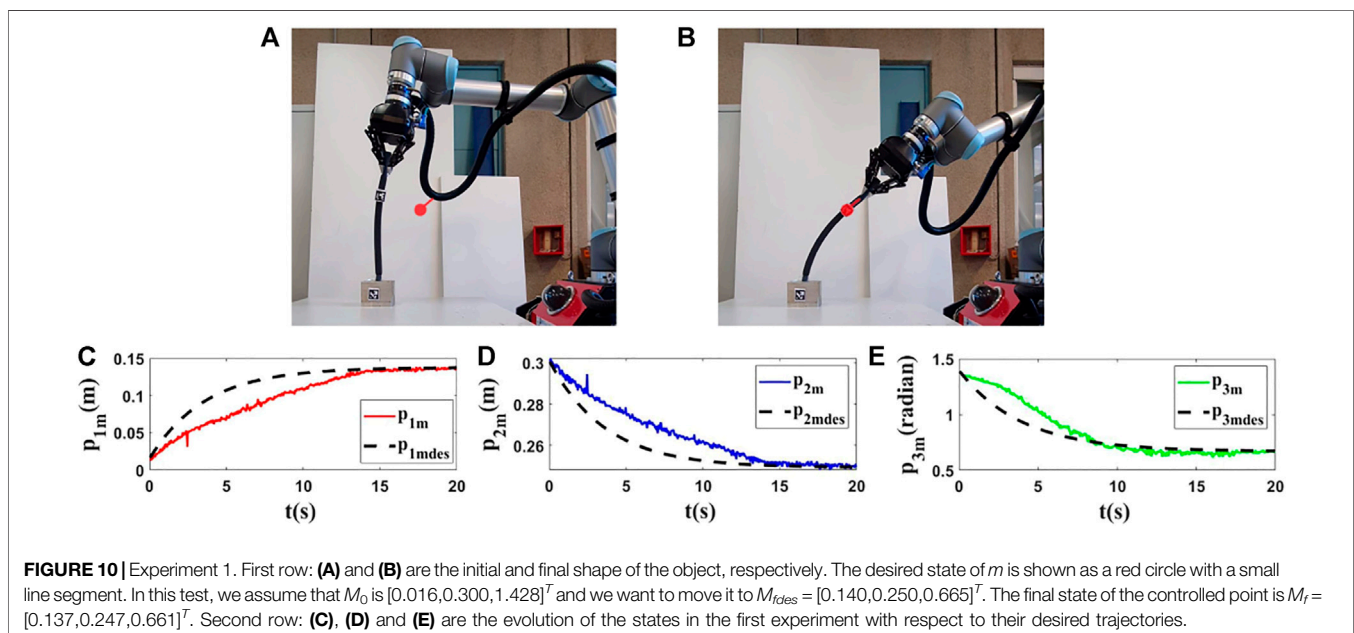 A
B
C
p1m(m)
0.15
0.1
0.05
0
0
5
10
15
20
t(s)
p1m
p1mdes
D
p2m(m)
0.3
0.28
0.26
0
5
10
15
20
t(s)
p2m
p2mdes
E
p3m(radian)
1.5
1
0.5
0
5
10
15
20
t(s)
p3m
p3mdes
FIGURE 10 | Experiment 1. First row: (A) and (B) are the initial and final shape of the object, respectively. The desired state of m is shown as a red circle with a small
line segment. In this test, we assume that M0 is [0.016,0.300,1.428]T and we want to move it to Mfdes = [0.140,0.250,0.665]T. The final state of the controlled point is Mf =
[0.137,0.247,0.661]T. Second row: (C), (D) and (E) are the evolution of the states in the first experiment with respect to their desired trajectories.